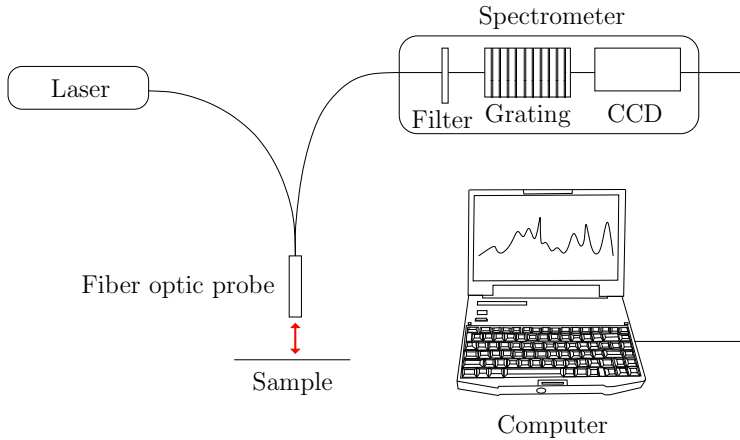 Spectrometer
Laser
Filter
Grating
CCD
Fiber optic probe
Sample
Computer